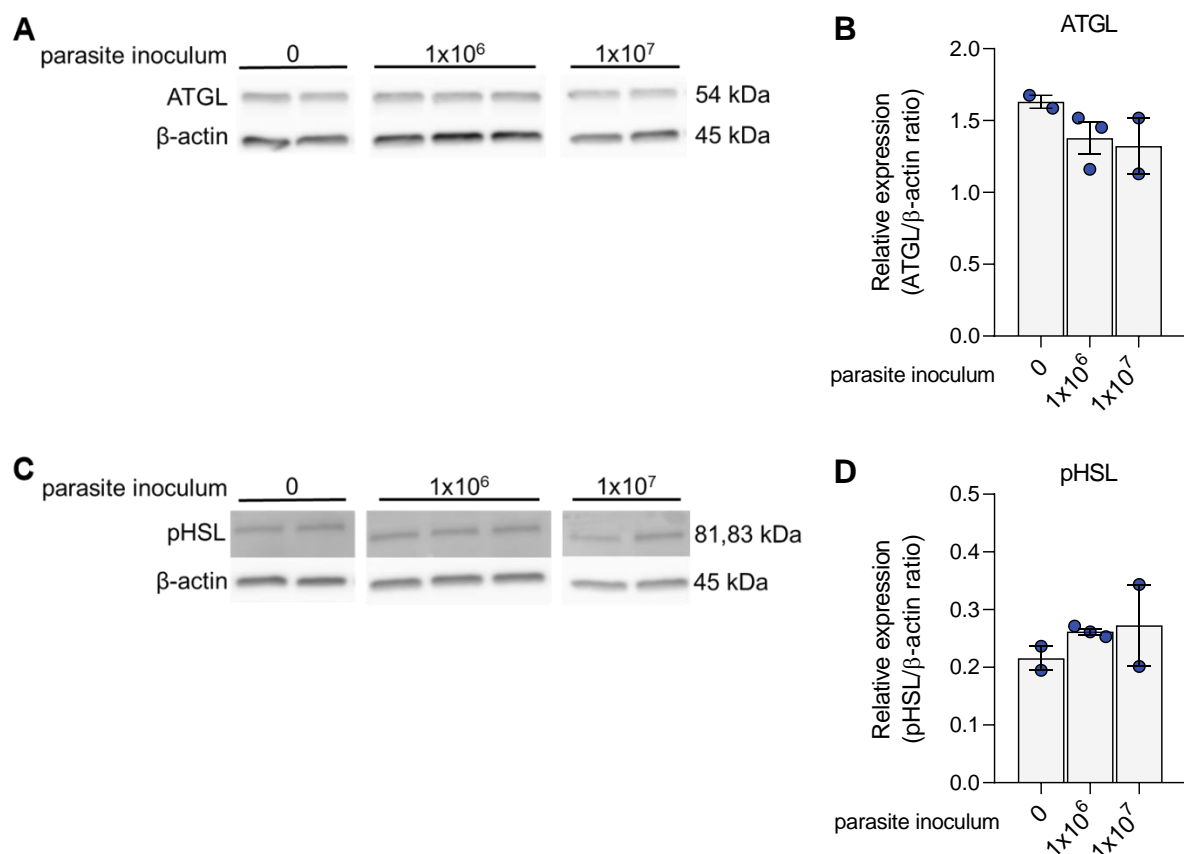 A
parasite inoculum 0 1x10⁶ 1x10⁷
ATGL 54 kDa
β-actin 45 kDa
B
ATGL
Relative expression
(ATGL/β-actin ratio)
2.0
1.5
1.0
0.5
0.0
parasite inoculum 0 1x10⁶ 1x10⁷
C
parasite inoculum 0 1x10⁶ 1x10⁷
pHSL 81,83 kDa
β-actin 45 kDa
D
pHSL
Relative expression
(pHSL/β-actin ratio)
0.5
0.4
0.3
0.2
0.1
0.0
parasite inoculum 0 1x10⁶ 1x10⁷